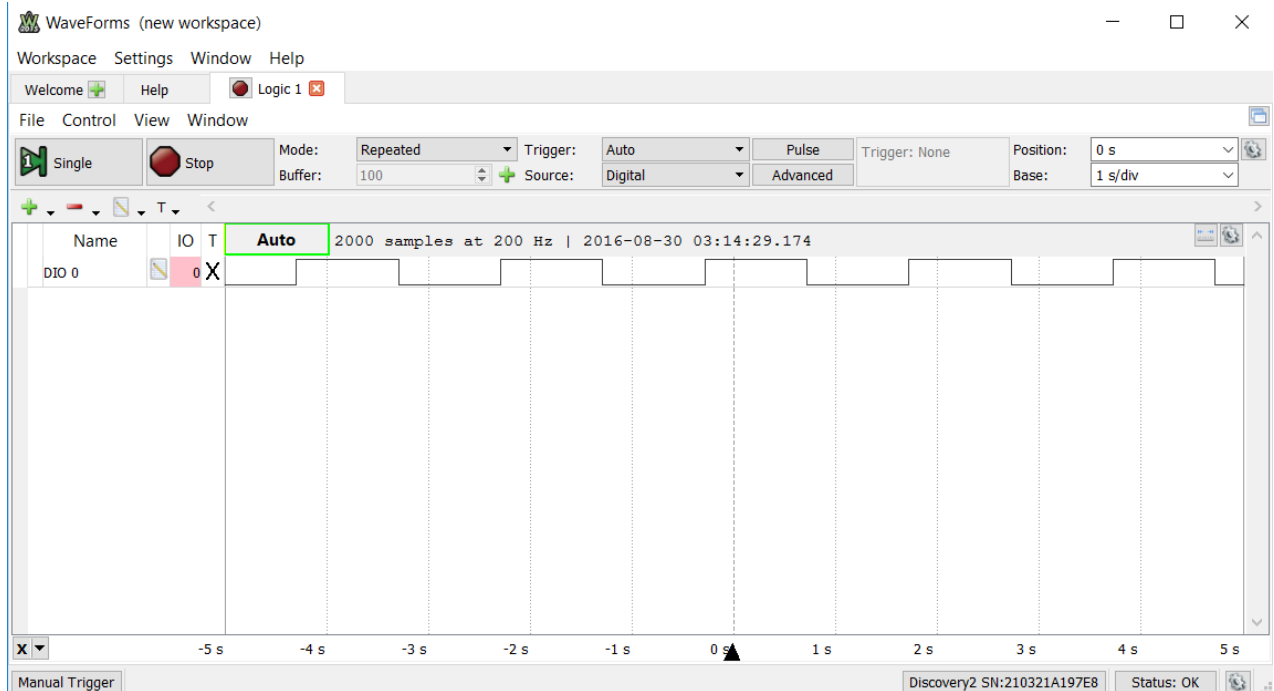 WaveForms (new workspace)
Workspace Settings Window Help
Welcome Help Logic 1
File Control View Window
1 Single Stop Mode: Repeated Trigger: Auto Pulse Trigger: None Position: 0 s
Buffer: 100 Source: Digital Advanced Base: 1 s/div
T
Name IO T Auto 2000 samples at 200 Hz | 2016-08-30 03:14:29.174
DIO 0 0 X
X -5 s -4 s -3 s -2 s -1 s 0 s 1 s 2 s 3 s 4 s 5 s
Manual Trigger Discovery2 SN:210321A197E8 Status: OK